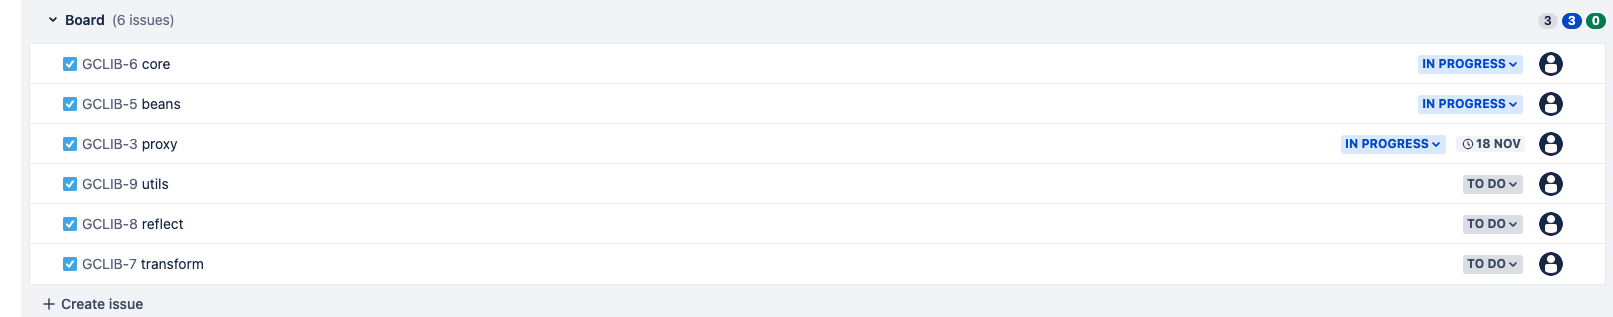 Board (6 issues) 3 3 0
GCLIB-6 core IN PROGRESS
GCLIB-5 beans IN PROGRESS
GCLIB-3 proxy IN PROGRESS 18 NOV
GCLIB-9 utils TO DO
GCLIB-8 reflect TO DO
GCLIB-7 transform TO DO
+ Create issue